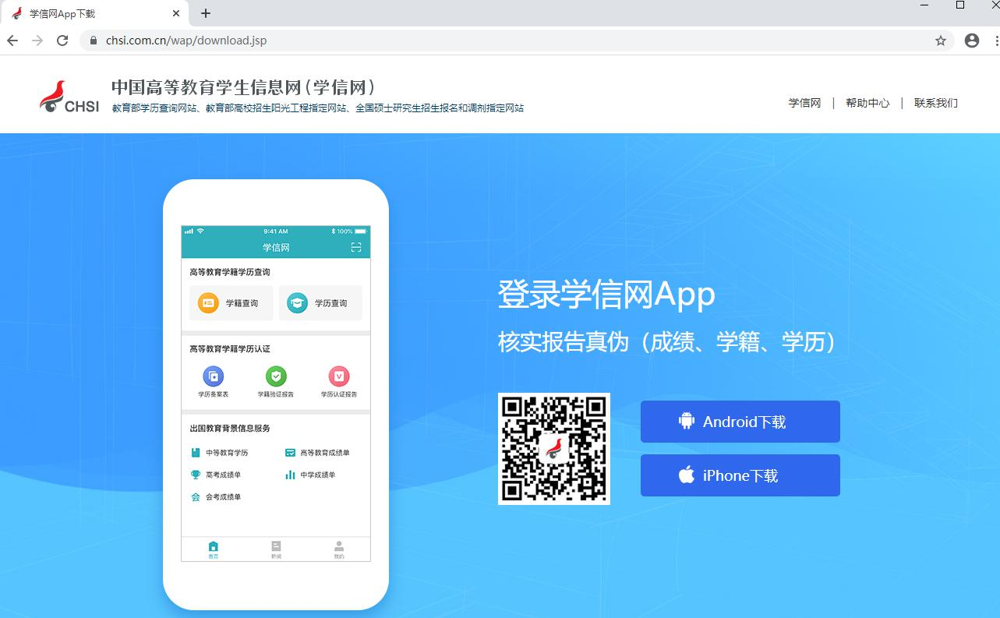 学信网App下载
chsi.com.cn/wap/download.jsp
CHSI
中国高等教育学生信息网(学信网)
教育部学历查询网站、教育部高校招生阳光工程指定网站、全国硕士研究生招生报名和调剂指定网站
学信网 | 帮助中心 | 联系我们
9:41 AM
100%
学信网
高等教育学籍学历查询
学籍查询
学历查询
高等教育学籍学历认证
学历备案表
学籍验证报告
学历认证报告
出国教育背景信息服务
中等教育学历
高等教育成绩单
高考成绩单
中学成绩单
会考成绩单
首页
新闻
我的
登录学信网App
核实报告真伪（成绩、学籍、学历）
Android下载
iPhone下载